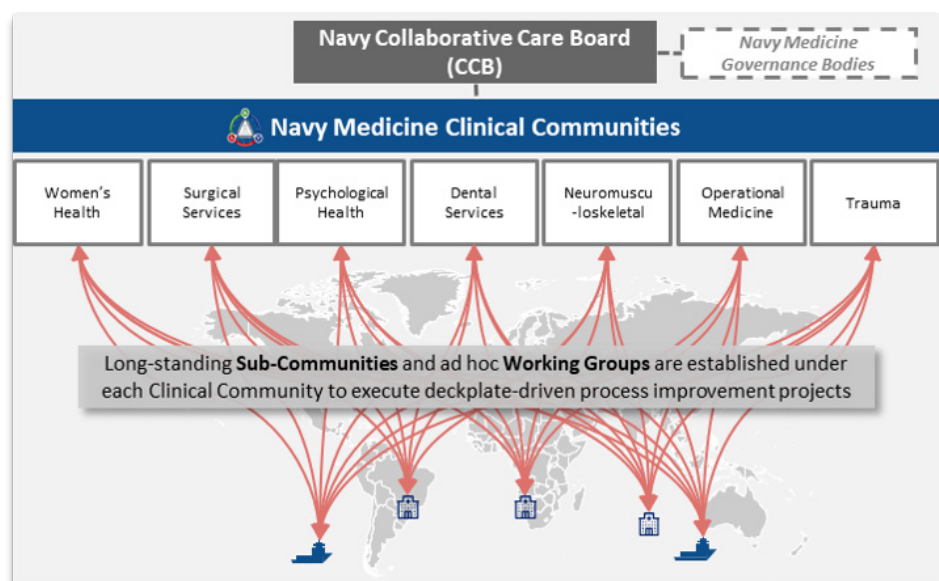 Navy Collaborative Care Board
(CCB)
Navy Medicine
Governance Bodies
Navy Medicine Clinical Communities
Women's
Health
Surgical
Services
Psychological
Health
Dental
Services
Neuromuscu
-loskeletal
Operational
Medicine
Trauma
Long-standing Sub-Communities and ad hoc Working Groups are established under
each Clinical Community to execute deckplate-driven process improvement projects